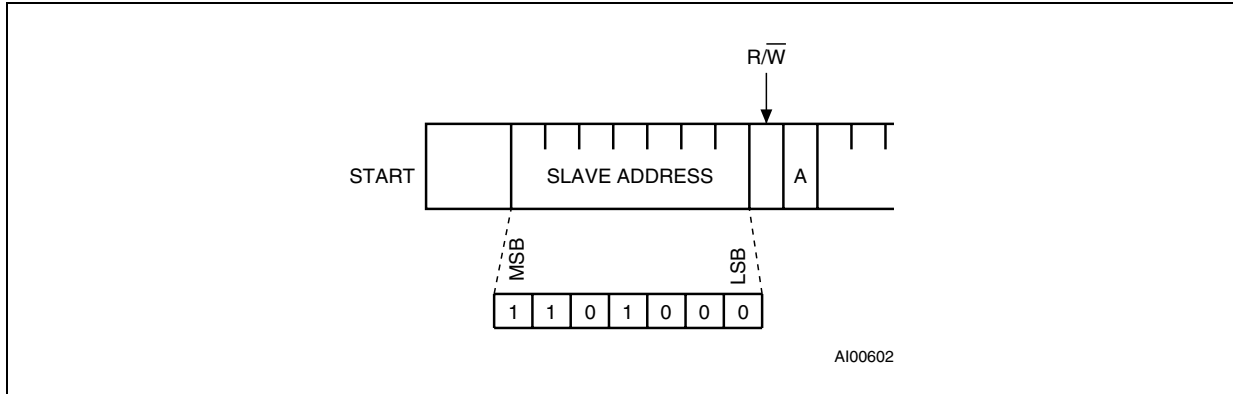 R/W̅
START
SLAVE ADDRESS
A
MSB
LSB
1 1 0 1 0 0 0
AI00602